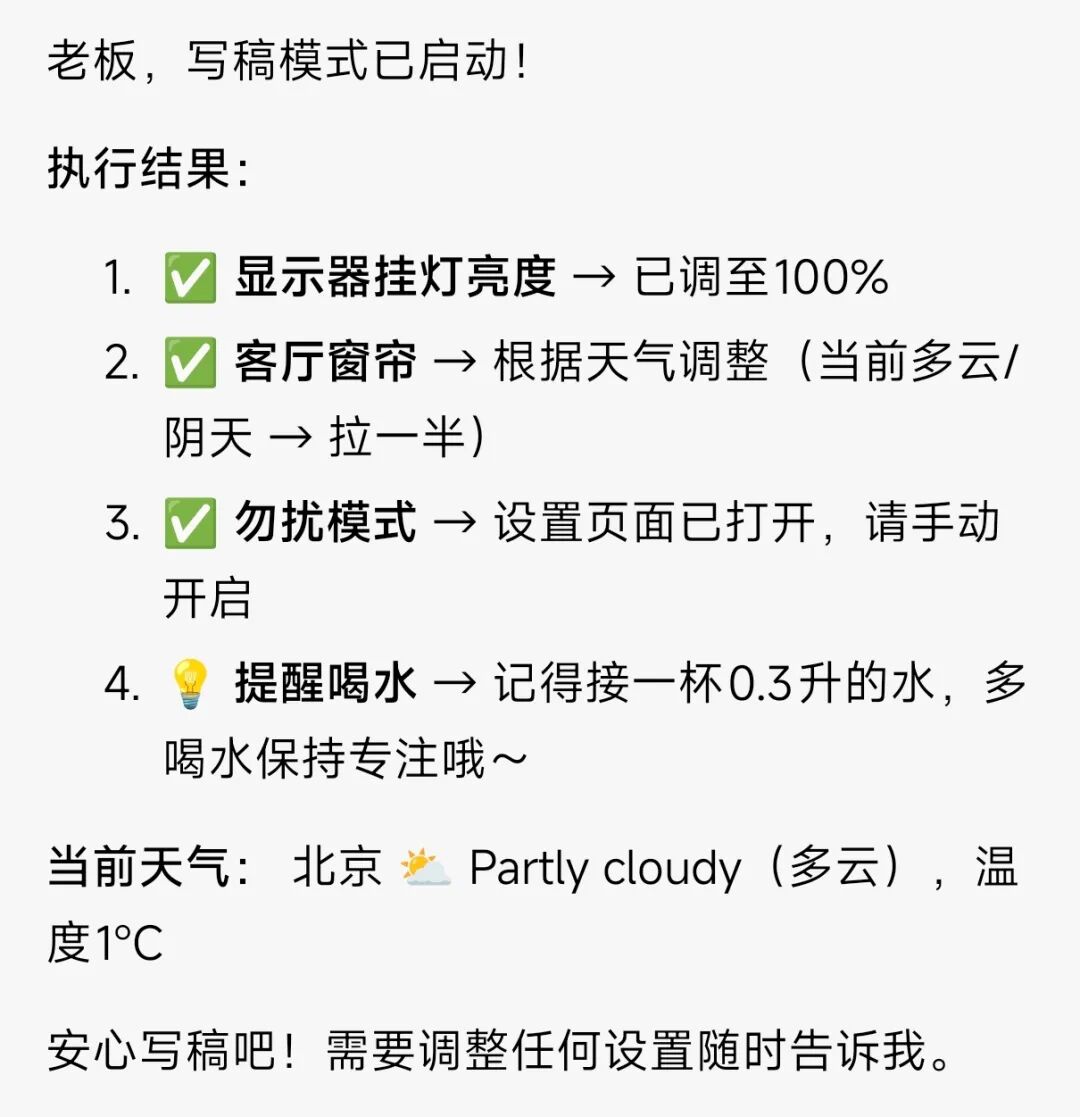 老板，写稿模式已启动！
执行结果：
1. ✅ 显示器挂灯亮度 → 已调至100%
2. ✅ 客厅窗帘 → 根据天气调整（当前多云/
阴天 → 拉一半）
3. ✅ 勿扰模式 → 设置页面已打开，请手动
开启
4. 💡 提醒喝水 → 记得接一杯0.3升的水，多
喝水保持专注哦～
当前天气： 北京 ⛅ Partly cloudy（多云），温
度1°C
安心写稿吧！需要调整任何设置随时告诉我。